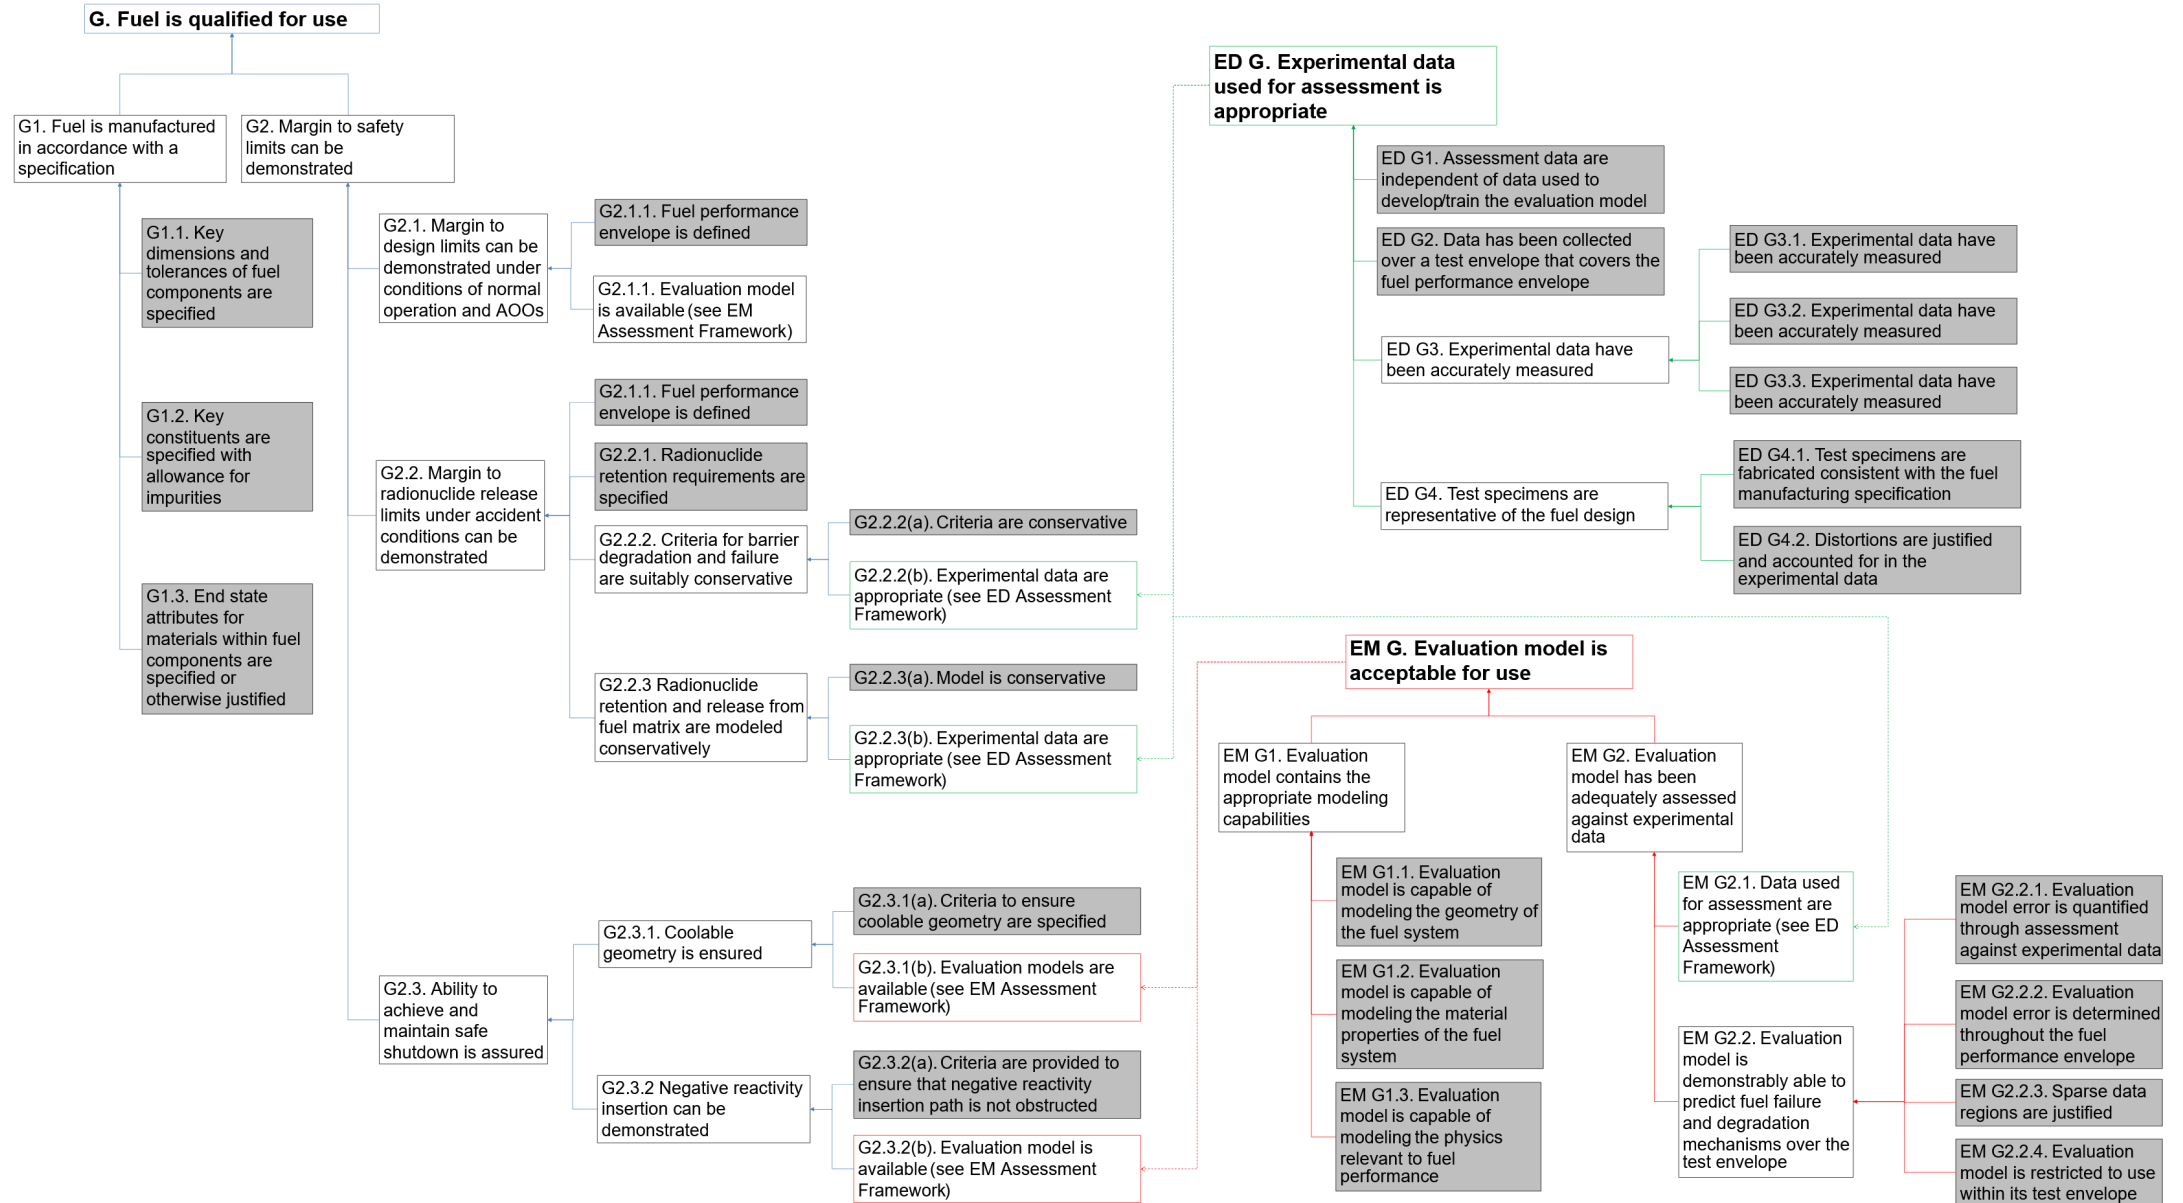 G. Fuel is qualified for use
G1. Fuel is manufactured
in accordance with a
specification
G2. Margin to safety
limits can be
demonstrated
G1.1. Key
dimensions and
tolerances of fuel
components are
specified
G1.2. Key
constituents are
specified with
allowance for
impurities
G1.3. End state
attributes for
materials within fuel
components are
specified or
otherwise justified
G2.1. Margin to
design limits can be
demonstrated under
conditions of normal
operation and AOOs
G2.1.1. Fuel performance
envelope is defined
G2.1.1. Evaluation model
is available (see EM
Assessment Framework)
G2.2. Margin to
radionuclide release
limits under accident
conditions can be
demonstrated
G2.1.1. Fuel performance
envelope is defined
G2.2.1. Radionuclide
retention requirements are
specified
G2.2.2. Criteria for barrier
degradation and failure
are suitably conservative
G2.2.2(a). Criteria are conservative
G2.2.2(b). Experimental data are
appropriate (see ED Assessment
Framework)
G2.2.3 Radionuclide
retention and release from
fuel matrix are modeled
conservatively
G2.2.3(a). Model is conservative
G2.2.3(b). Experimental data are
appropriate (see ED Assessment
Framework)
G2.3. Ability to
achieve and
maintain safe
shutdown is assured
G2.3.1. Coolable
geometry is ensured
G2.3.1(a). Criteria to ensure
coolable geometry are specified
G2.3.1(b). Evaluation models are
available (see EM Assessment
Framework)
G2.3.2 Negative reactivity
insertion can be
demonstrated
G2.3.2(a). Criteria are provided to
ensure that negative reactivity
insertion path is not obstructed
G2.3.2(b). Evaluation model is
available (see EM Assessment
Framework)
ED G. Experimental data
used for assessment is
appropriate
ED G1. Assessment data are
independent of data used to
develop/train the evaluation model
ED G2. Data has been collected
over a test envelope that covers the
fuel performance envelope
ED G3. Experimental data have
been accurately measured
ED G3.1. Experimental data have
been accurately measured
ED G3.2. Experimental data have
been accurately measured
ED G3.3. Experimental data have
been accurately measured
ED G4. Test specimens are
representative of the fuel design
ED G4.1. Test specimens are
fabricated consistent with the fuel
manufacturing specification
ED G4.2. Distortions are justified
and accounted for in the
experimental data
EM G. Evaluation model is
acceptable for use
EM G1. Evaluation
model contains the
appropriate modeling
capabilities
EM G1.1. Evaluation
model is capable of
modeling the geometry of
the fuel system
EM G1.2. Evaluation
model is capable of
modeling the material
properties of the fuel
system
EM G1.3. Evaluation
model is capable of
modeling the physics
relevant to fuel
performance
EM G2. Evaluation
model has been
adequately assessed
against experimental
data
EM G2.1. Data used
for assessment are
appropriate (see ED
Assessment
Framework)
EM G2.2. Evaluation
model is
demonstrably able to
predict fuel failure
and degradation
mechanisms over the
test envelope
EM G2.2.1. Evaluation
model error is quantified
through assessment
against experimental data
EM G2.2.2. Evaluation
model error is determined
throughout the fuel
performance envelope
EM G2.2.3. Sparse data
regions are justified
EM G2.2.4. Evaluation
model is restricted to use
within its test envelope